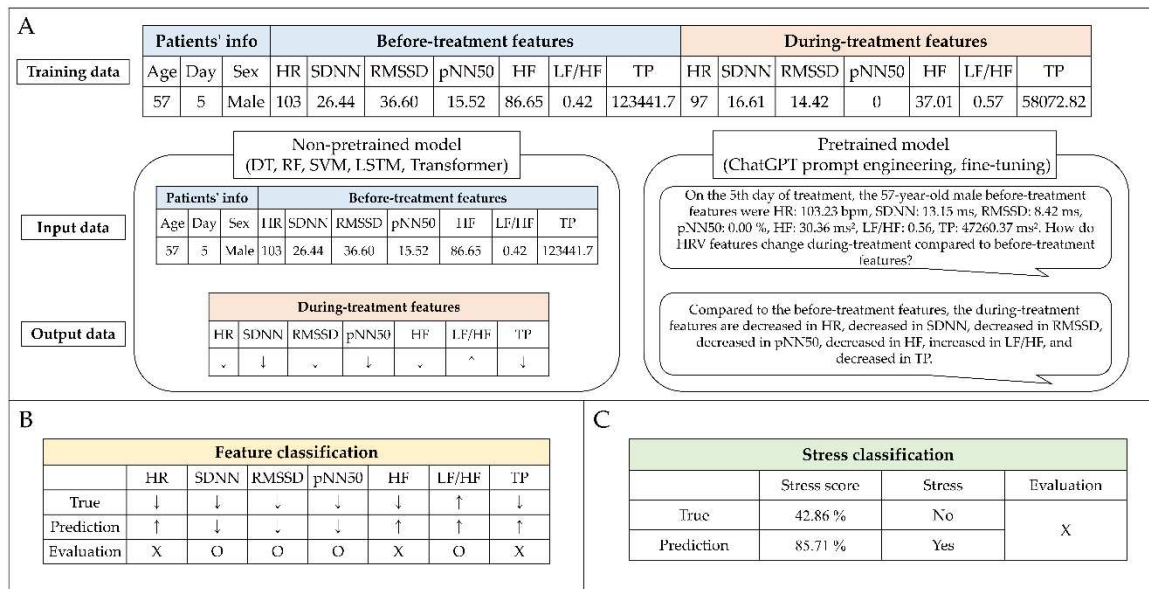 A
Patients' info Before-treatment features During-treatment features
Training data
Age Day Sex HR SDNN RMSSD pNN50 HF LF/HF TP HR SDNN RMSSD pNN50 HF LF/HF TP
57 5 Male 103 26.44 36.60 15.52 86.65 0.42 123441.7 97 16.61 14.42 0 37.01 0.57 58072.82
Non-pretrained model
(DT, RF, SVM, LSTM, Transformer)
Input data
Patients' info Before-treatment features
Age Day Sex HR SDNN RMSSD pNN50 HF LF/HF TP
57 5 Male 103 26.44 36.60 15.52 86.65 0.42 123441.7
Output data
During-treatment features
HR SDNN RMSSD pNN50 HF LF/HF TP
↓ ↓ ↓ ↓ ↓ ↑ ↓
Pretrained model
(ChatGPT prompt engineering, fine-tuning)
On the 5th day of treatment, the 57-year-old male before-treatment
features were HR: 103.23 bpm, SDNN: 13.15 ms, RMSSD: 8.42 ms,
pNN50: 0.00 %, HF: 30.36 ms², LF/HF: 0.56, TP: 47260.37 ms². How do
HRV features change during-treatment compared to before-treatment
features?
Compared to the before-treatment features, the during-treatment
features are decreased in HR, decreased in SDNN, decreased in RMSSD,
decreased in pNN50, decreased in HF, increased in LF/HF, and
decreased in TP.
B
Feature classification
HR SDNN RMSSD pNN50 HF LF/HF TP
True ↓ ↓ ↓ ↓ ↓ ↑ ↓
Prediction ↑ ↓ ↓ ↓ ↑ ↑ ↑
Evaluation X O O O X O X
C
Stress classification
Stress score Stress Evaluation
True 42.86 % No
X
Prediction 85.71 % Yes